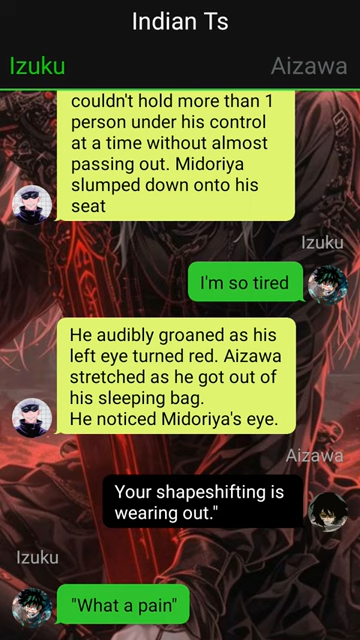 Indian Ts
Izuku
Aizawa
couldn't hold more than 1
person under his control
at a time without almost
passing out. Midoriya
slumped down onto his
seat
Izuku
I'm so tired
He audibly groaned as his
left eye turned red. Aizawa
stretched as he got out of
his sleeping bag.
He noticed Midoriya's eye.
Aizawa
Your shapeshifting is
wearing out."
Izuku
"What a pain"